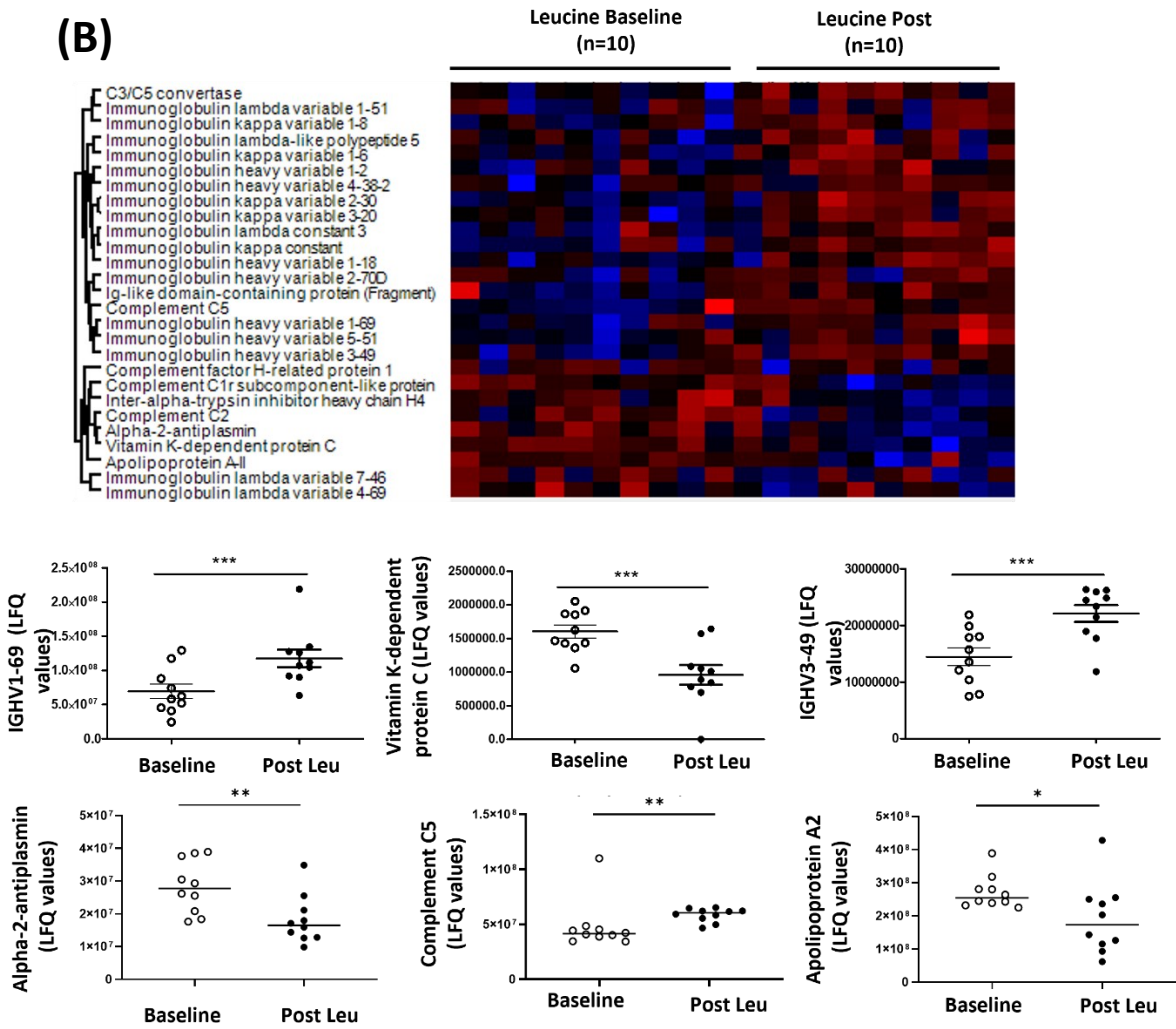 (B)
Leucine Baseline
(n=10)
Leucine Post
(n=10)
C3/C5 convertase
Immunoglobulin lambda variable 1-51
Immunoglobulin kappa variable 1-8
Immunoglobulin lambda-like polypeptide 5
Immunoglobulin kappa variable 1-6
Immunoglobulin heavy variable 1-2
Immunoglobulin heavy variable 4-38-2
Immunoglobulin kappa variable 2-30
Immunoglobulin kappa variable 3-20
Immunoglobulin lambda constant 3
Immunoglobulin kappa constant
Immunoglobulin heavy variable 1-18
Immunoglobulin heavy variable 2-70D
Ig-like domain-containing protein (Fragment)
Complement C5
Immunoglobulin heavy variable 1-69
Immunoglobulin heavy variable 5-51
Immunoglobulin heavy variable 3-49
Complement factor H-related protein 1
Complement C1r subcomponent-like protein
Inter-alpha-trypsin inhibitor heavy chain H4
Complement C2
Alpha-2-antiplasmin
Vitamin K-dependent protein C
Apolipoprotein A-II
Immunoglobulin lambda variable 7-46
Immunoglobulin lambda variable 4-69
IGHV1-69 (LFQ
values)
2.5×10⁰⁸
2.0×10⁰⁸
1.5×10⁰⁸
1.0×10⁰⁸
5.0×10⁰⁷
0.0
***
Baseline
Post Leu
Vitamin K-dependent
protein C (LFQ values)
2500000.0
2000000.0
1500000.0
1000000.0
500000.0
0.0
***
Baseline
Post Leu
IGHV3-49 (LFQ
values)
30000000
20000000
10000000
0
***
Baseline
Post Leu
Alpha-2-antiplasmin
(LFQ values)
5×10⁷
4×10⁷
3×10⁷
2×10⁷
1×10⁷
0
**
Baseline
Post Leu
Complement C5
(LFQ values)
1.5×10⁸
1×10⁸
5×10⁷
0
**
Baseline
Post Leu
Apolipoprotein A2
(LFQ values)
5×10⁸
4×10⁸
3×10⁸
2×10⁸
1×10⁸
0
*
Baseline
Post Leu